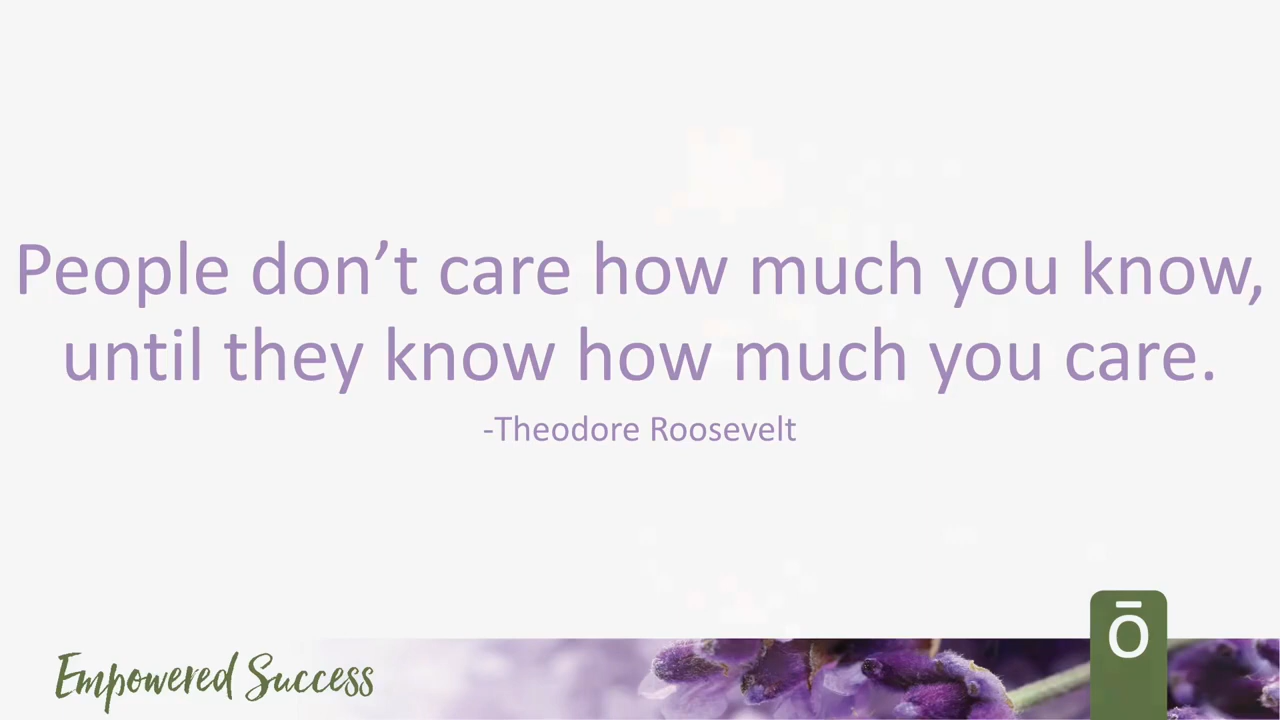 People don’t care how much you know,
until they know how much you care.
-Theodore Roosevelt
Empowered Success
ō